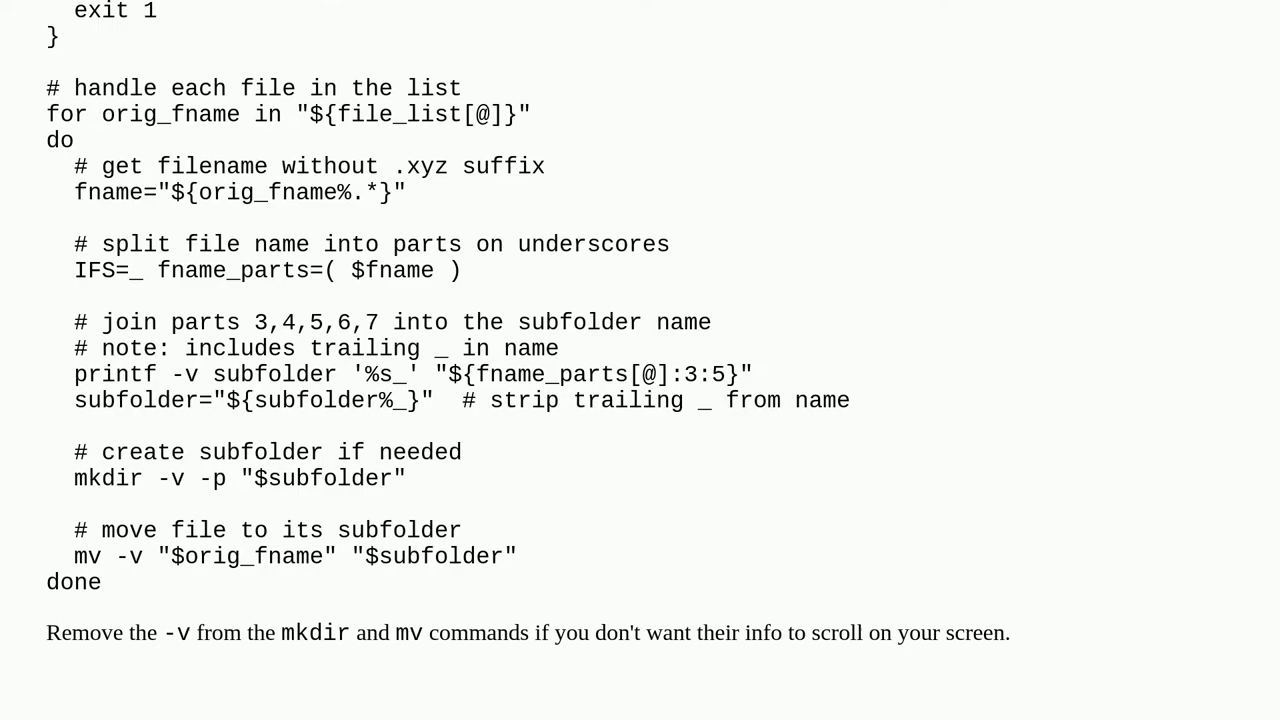 exit 1
}
# handle each file in the list
for orig_fname in "${file_list[@]}"
do
# get filename without .xyz suffix
fname="${orig_fname%.*}"
# split file name into parts on underscores
IFS=_ fname_parts=( $fname )
# join parts 3,4,5,6,7 into the subfolder name
# note: includes trailing _ in name
printf -v subfolder '%s_' "${fname_parts[@]:3:5}"
subfolder="${subfolder%_}"  # strip trailing _ from name
# create subfolder if needed
mkdir -v -p "$subfolder"
# move file to its subfolder
mv -v "$orig_fname" "$subfolder"
done
Remove the -v from the mkdir and mv commands if you don't want their info to scroll on your screen.